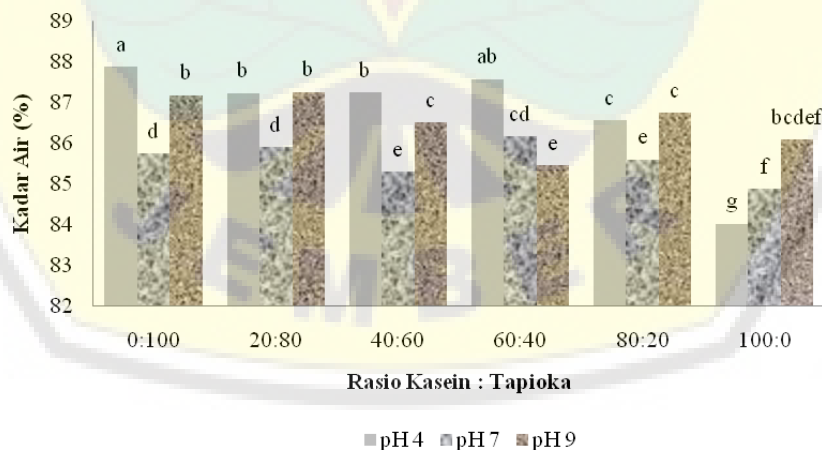 89
88
87
86
85
84
83
82
Kadar Air (%)
a
d
b
b
d
b
b
e
c
ab
cd
e
c
e
c
g
f
bcdef
0:100
20:80
40:60
60:40
80:20
100:0
Rasio Kasein : Tapioka
pH 4
pH 7
pH 9